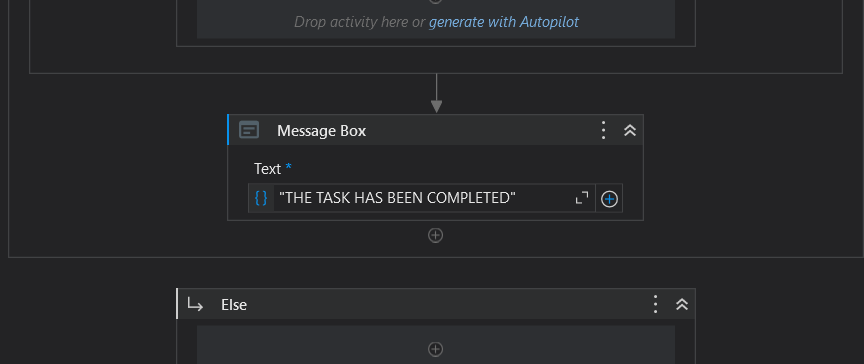 Drop activity here or generate with Autopilot
Message Box
Text *
{ } "THE TASK HAS BEEN COMPLETED"
Else